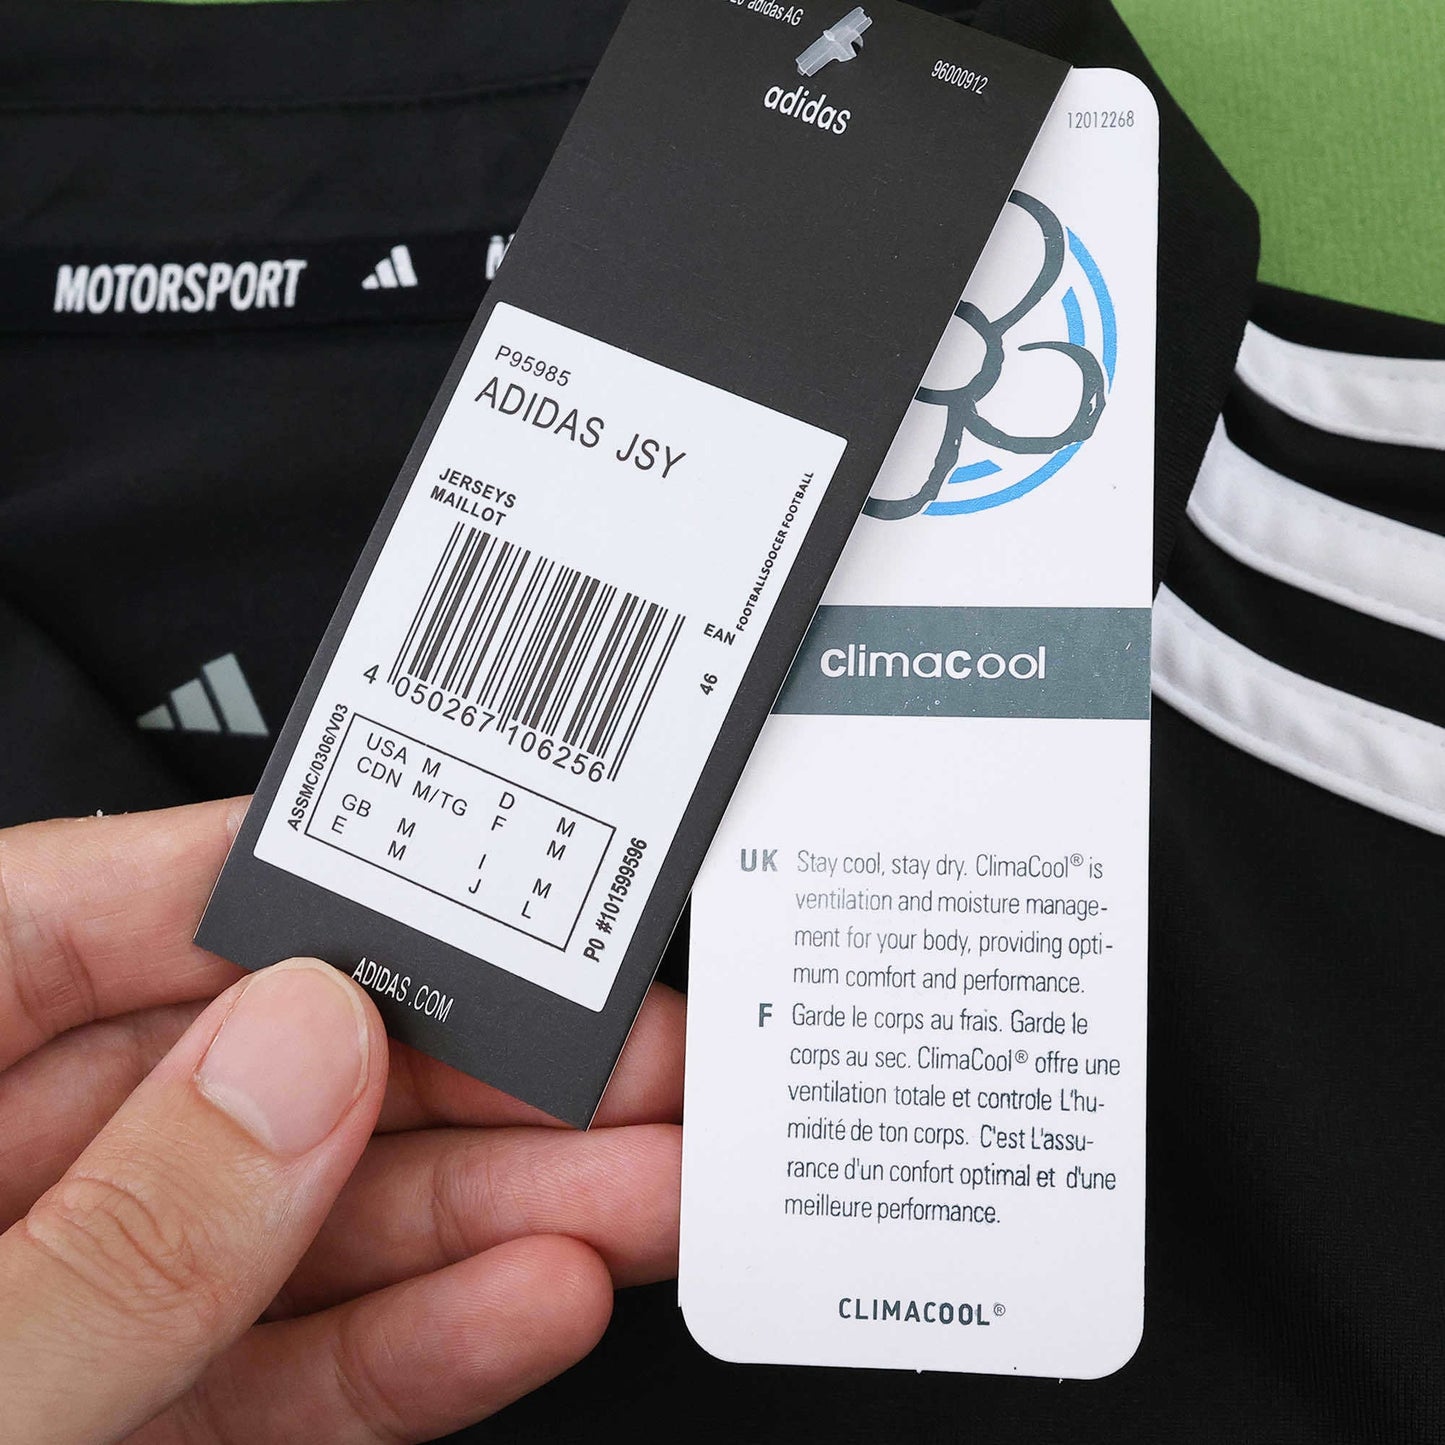 adidas AG
96000912
adidas
12012268
MOTORSPORT
P95985
ADIDAS JSY
JERSEYS
MAILLOT
FOOTBALLSOOCER FOOTBALL
EAN
46
4 050267 106256
ASSMC/0306/V03
USA M D M
CDN M/TG F M
GB M I M
E M J L
PO #101599596
ADIDAS.COM
climacool
UK Stay cool, stay dry. ClimaCool® is
ventilation and moisture manage-
ment for your body, providing opti-
mum comfort and performance.
F Garde le corps au frais. Garde le
corps au sec. ClimaCool® offre une
ventilation totale et controle L'hu-
midité de ton corps. C'est L'assu-
rance d'un confort optimal et d'une
meilleure performance.
CLIMACOOL®